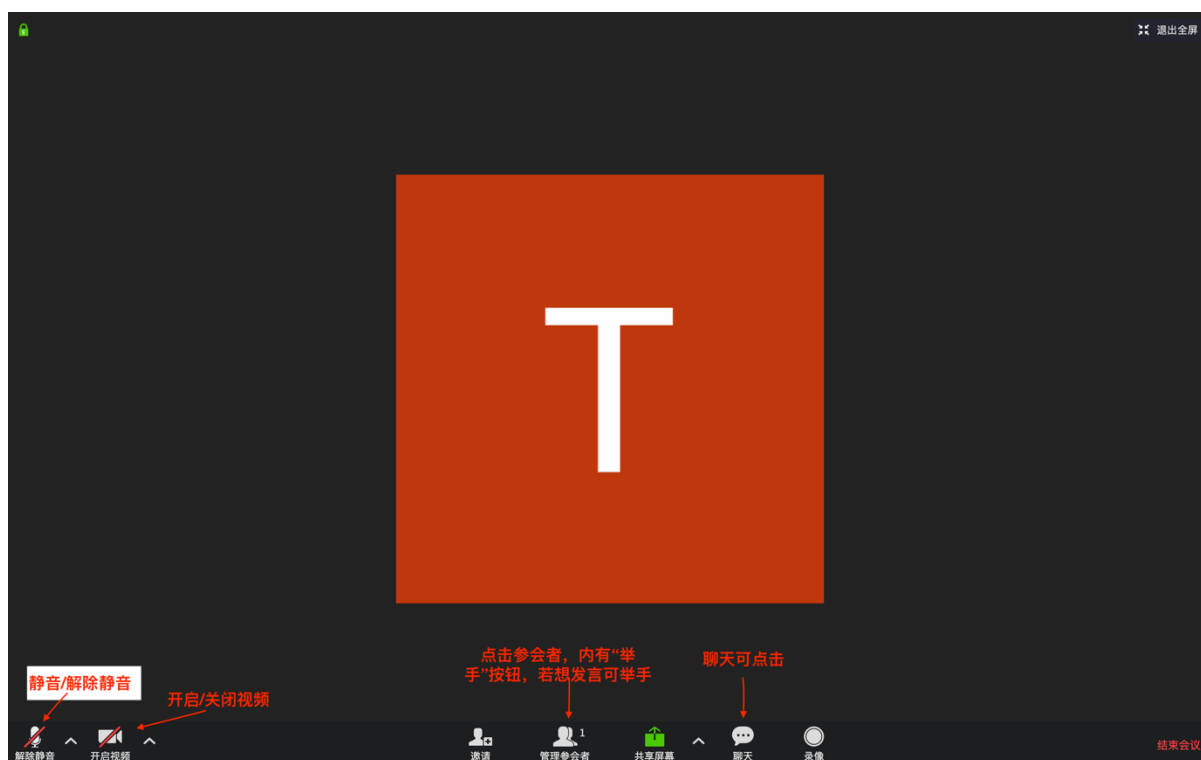 退出全屏
T
点击参会者，内有“举
手”按钮，若想发言可举手
聊天可点击
静音/解除静音
开启/关闭视频
1
解除静音
开启视频
邀请
管理参会者
共享屏幕
聊天
录像
结束会议